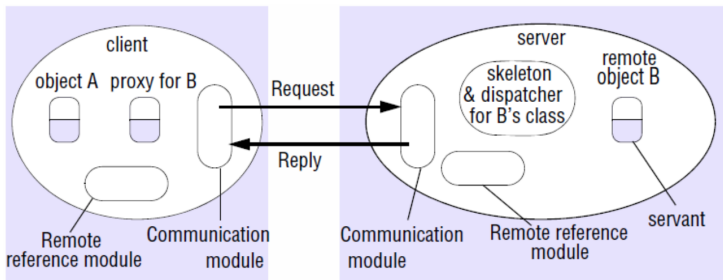 client
object A
proxy for B
Request
Reply
Remote
reference module
Communication
module
server
skeleton
& dispatcher
for B's class
remote
object B
Communication
module
Remote reference
module
servant